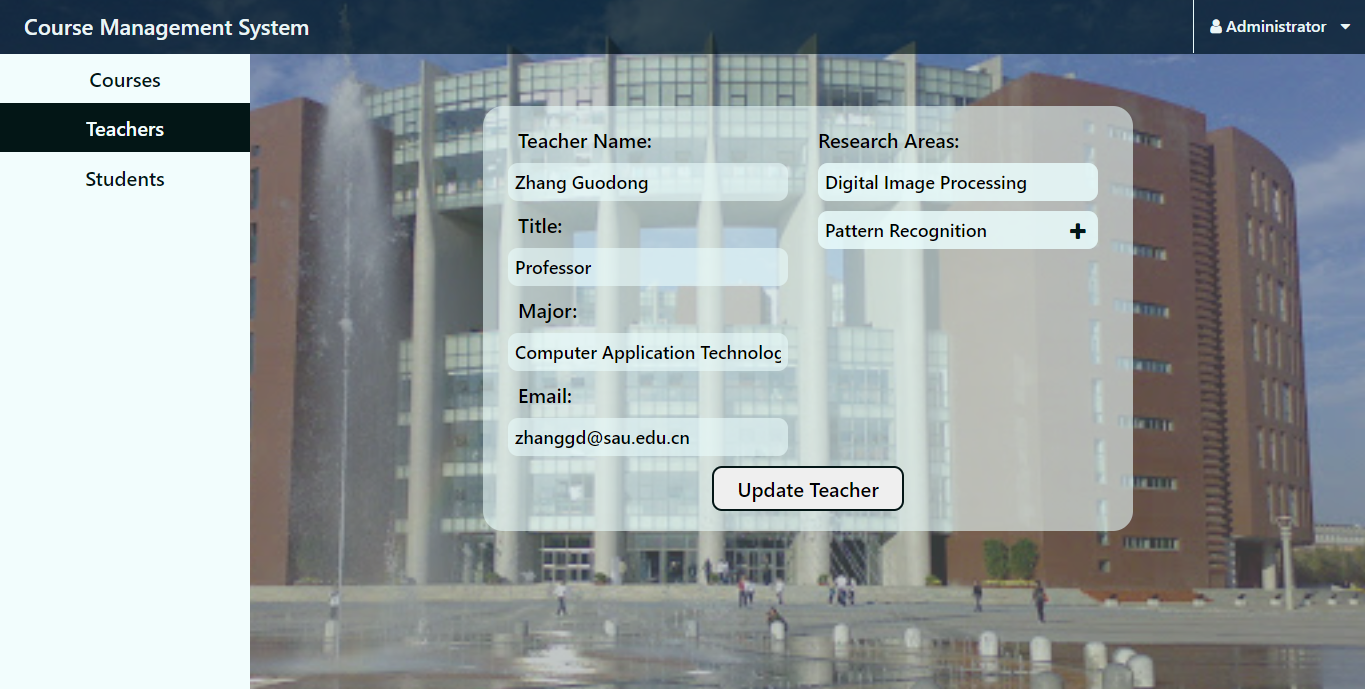 Course Management System
Administrator
Courses
Teachers
Students
Teacher Name:
Zhang Guodong
Title:
Professor
Major:
Computer Application Technolog
Email:
zhanggd@sau.edu.cn
Research Areas:
Digital Image Processing
Pattern Recognition
Update Teacher